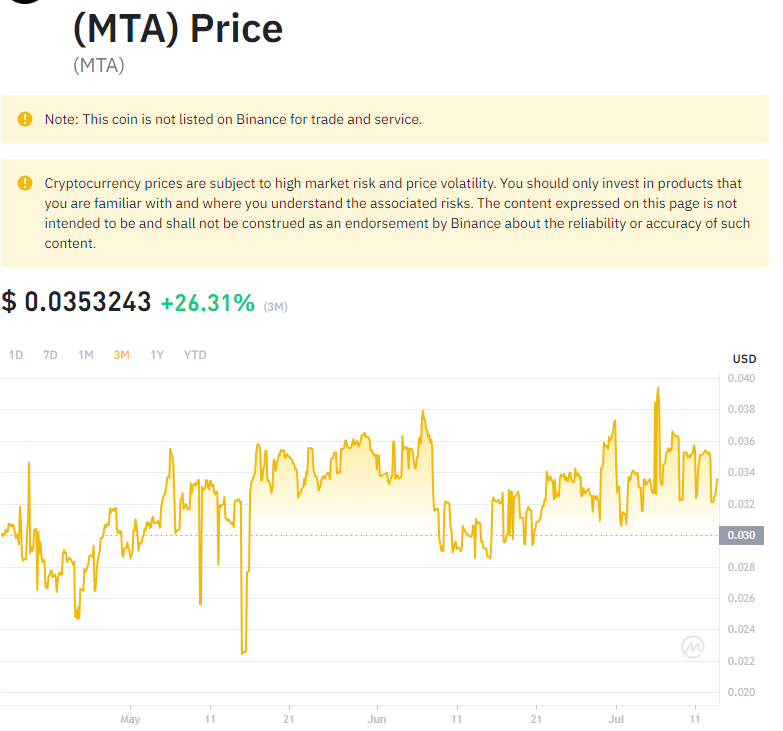 (MTA) Price
(MTA)
Note: This coin is not listed on Binance for trade and service.
Cryptocurrency prices are subject to high market risk and price volatility. You should only invest in products that
you are familiar with and where you understand the associated risks. The content expressed on this page is not
intended to be and shall not be construed as an endorsement by Binance about the reliability or accuracy of such
content.
$ 0.0353243 +26.31% (3M)
1D 7D 1M 3M 1Y YTD
USD
0.040
0.038
0.036
0.034
0.032
0.030
0.028
0.026
0.024
0.022
0.020
May 11 21 Jun 11 21 Jul 11